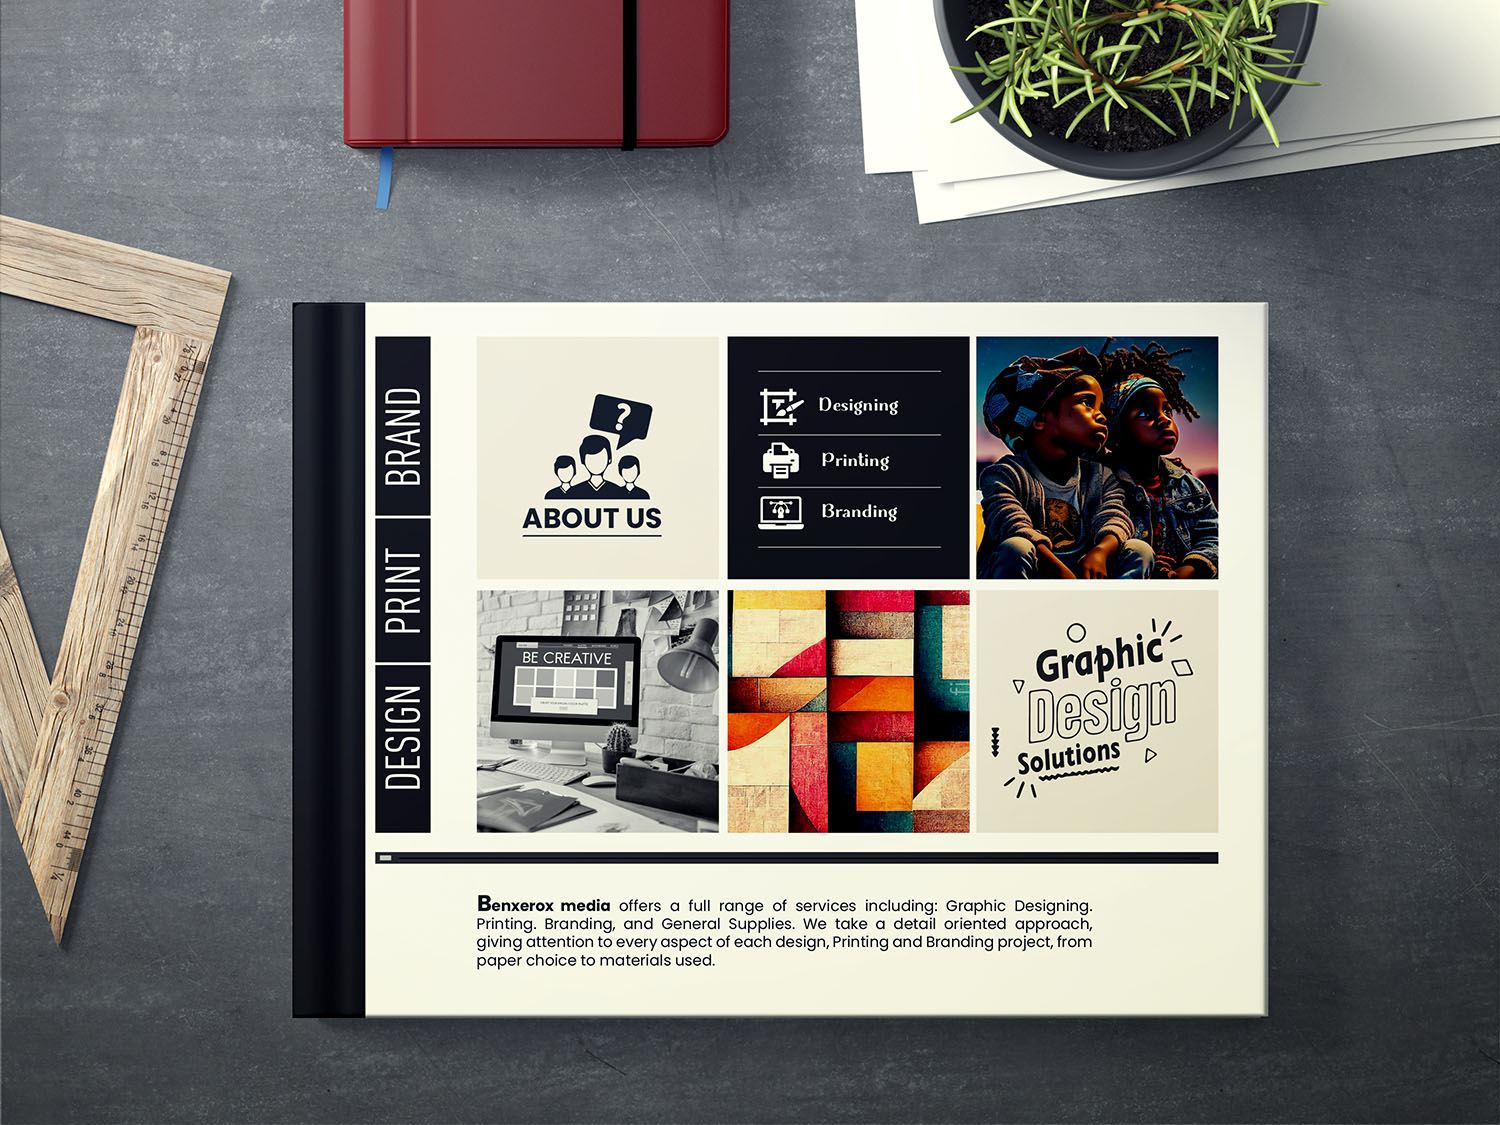 BRAND
PRINT
DESIGN
?
ABOUT US
Designing
Printing
Branding
BE CREATIVE
Graphic
Design
Solutions
Benxerox media offers a full range of services including: Graphic Designing.
Printing. Branding, and General Supplies. We take a detail oriented approach,
giving attention to every aspect of each design, Printing and Branding project, from
paper choice to materials used.